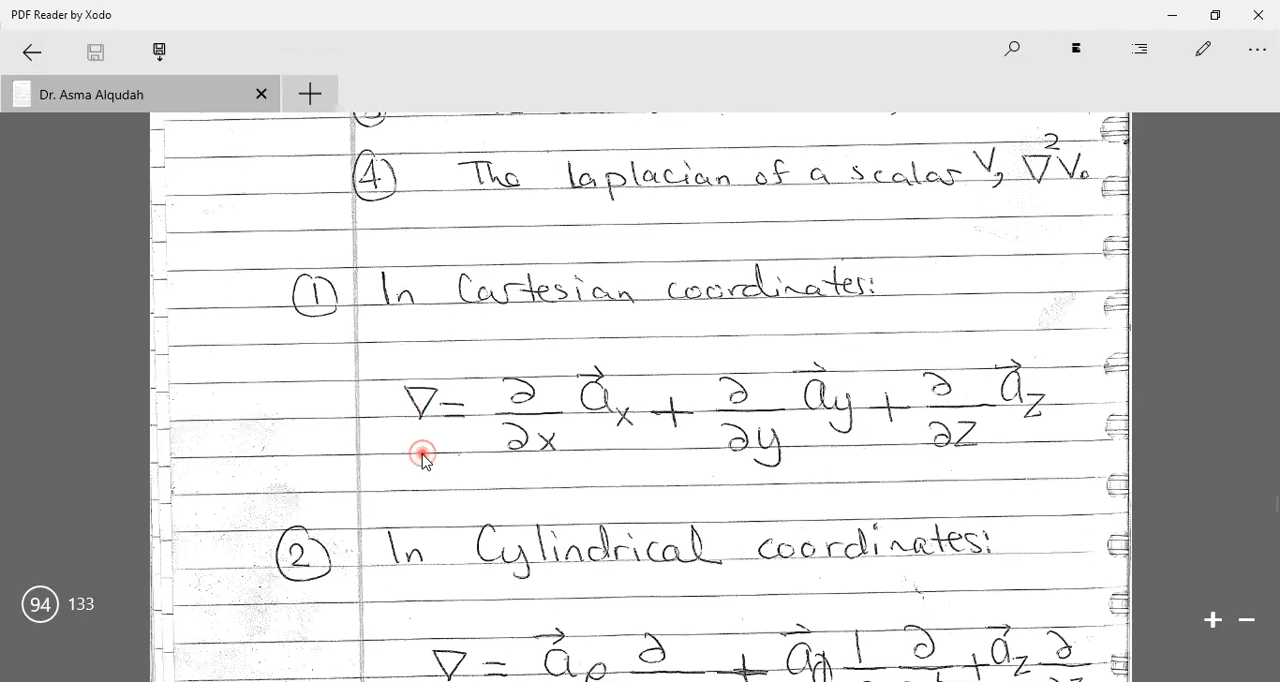 PDF Reader by Xodo
Dr. Asma Alqudah
④ The laplacian of a scalar V, ∇²V.
① In Cartesian coordinates:
∇ = ∂/∂x a⃗x + ∂/∂y a⃗y + ∂/∂z a⃗z
② In Cylindrical coordinates:
∇ = a⃗ρ ∂ + a⃗φ 1 ∂ + a⃗z ∂
94 133